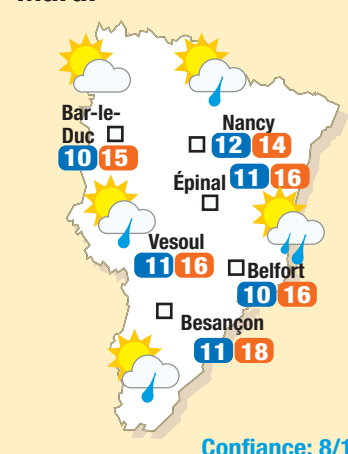 Bar-le-
Duc
10 15
Nancy
12 14
Épinal 11 16
Vesoul
11 16
Belfort
10 16
Besançon
11 18
Confiance: 8/1